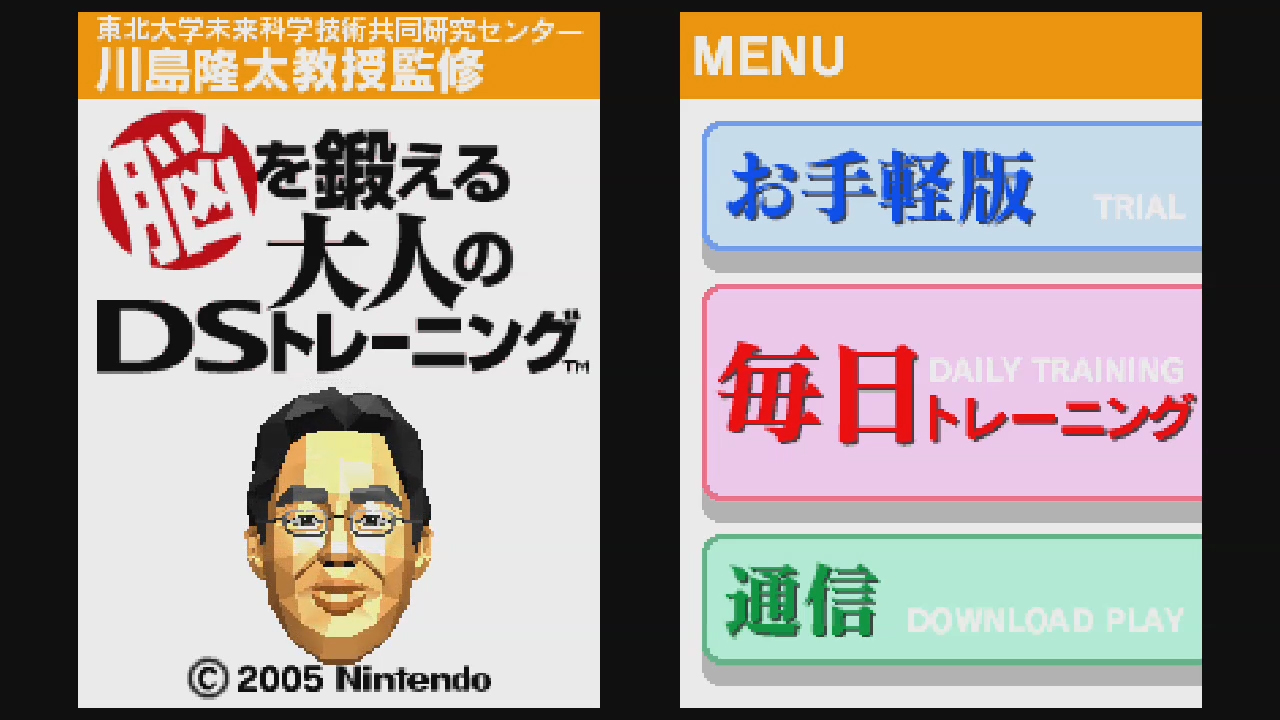 東北大学未来科学技術共同研究センター
川島隆太教授監修
脳を鍛える
大人の
DSトレーニング™
© 2005 Nintendo
MENU
お手軽版 TRIAL
毎日 DAILY TRAINING
トレーニング
通信 DOWNLOAD PLAY